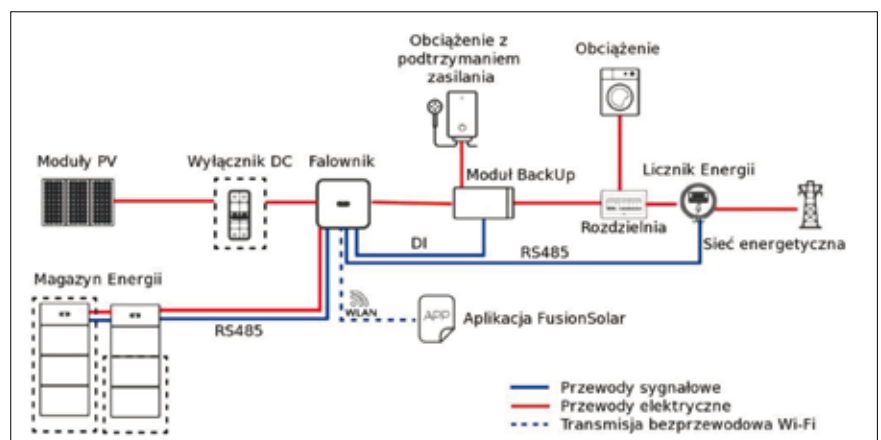 Obciążenie z
podtrzymaniem
zasilania
Obciążenie
Moduły PV
Wyłącznik DC
Falownik
Moduł BackUp
Licznik Energii
Rozdzielnia
Sieć energetyczna
DI
RS485
Magazyn Energii
WLAN
RS485
APP
Aplikacja FusionSolar
Przewody sygnałowe
Przewody elektryczne
Transmisja bezprzewodowa Wi-Fi